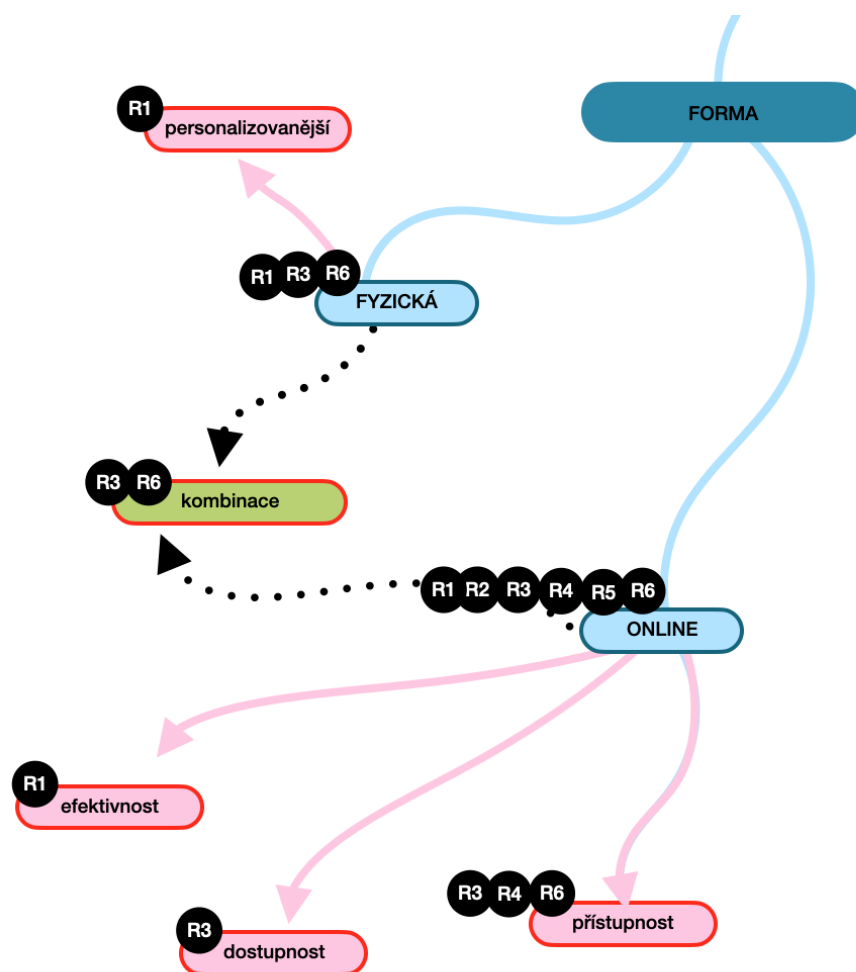 FORMA
R1
personalizovanější
R1 R3 R6
FYZICKÁ
R3 R6
kombinace
R1 R2 R3 R4 R5 R6
ONLINE
R1
efektivnost
R3 R4 R6
přístupnost
R3
dostupnost